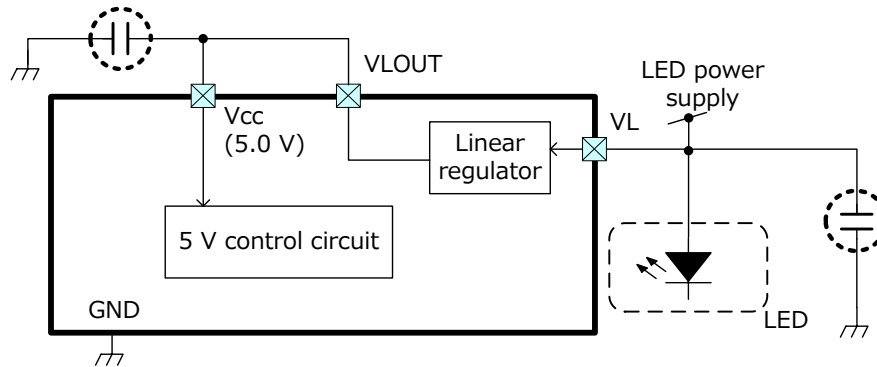 VLOUT
LED power
supply
Vcc
(5.0 V)
VL
Linear
regulator
5 V control circuit
GND
LED